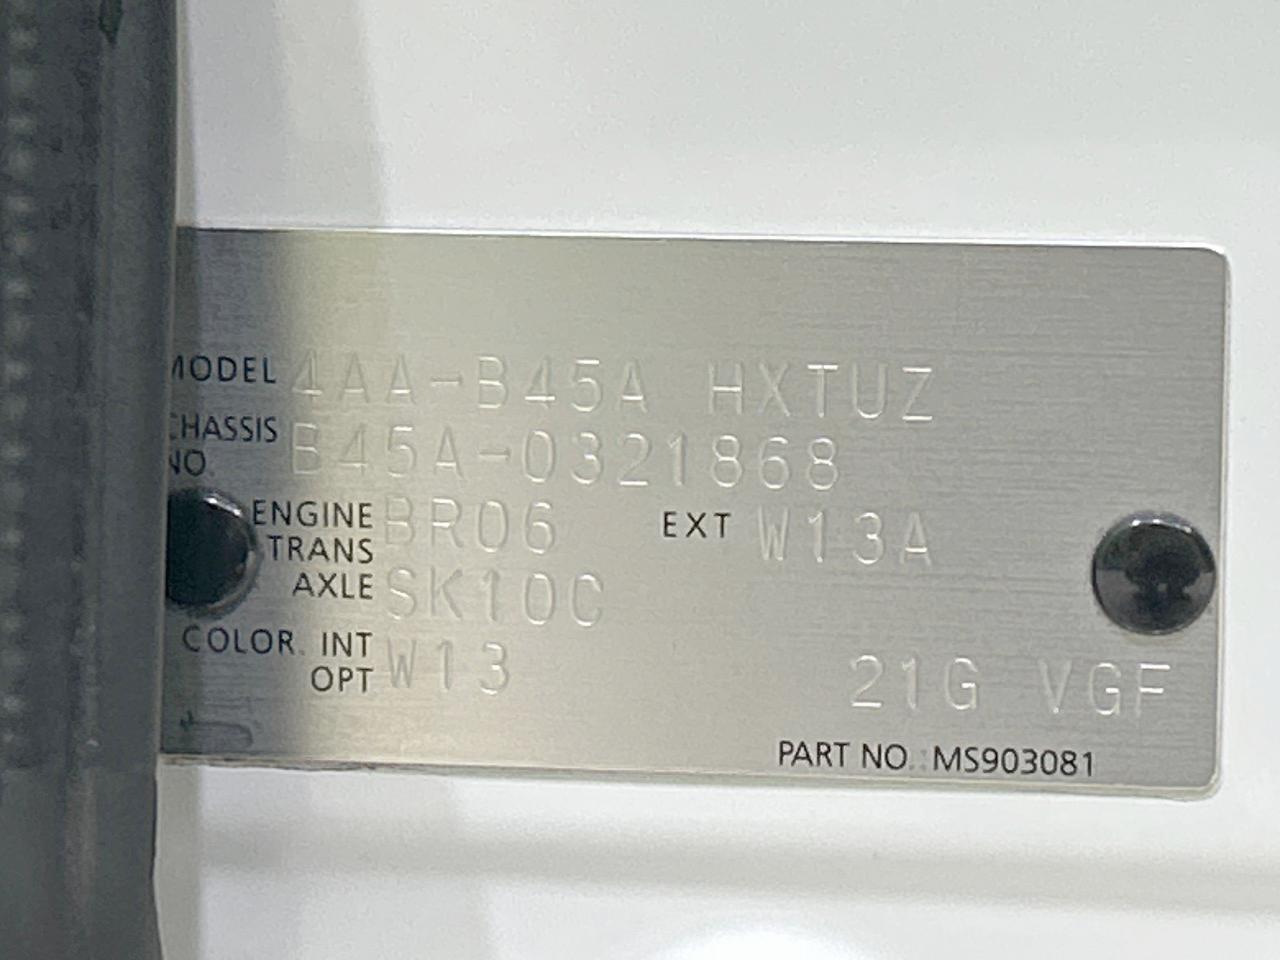 MODEL 4AA-B45A HXTUZ
CHASSIS NO. B45A-0321868
ENGINE BR06 EXT W13A
TRANS AXLE SK10C
COLOR. INT OPT W13 21G VGF
PART NO. : MS903081